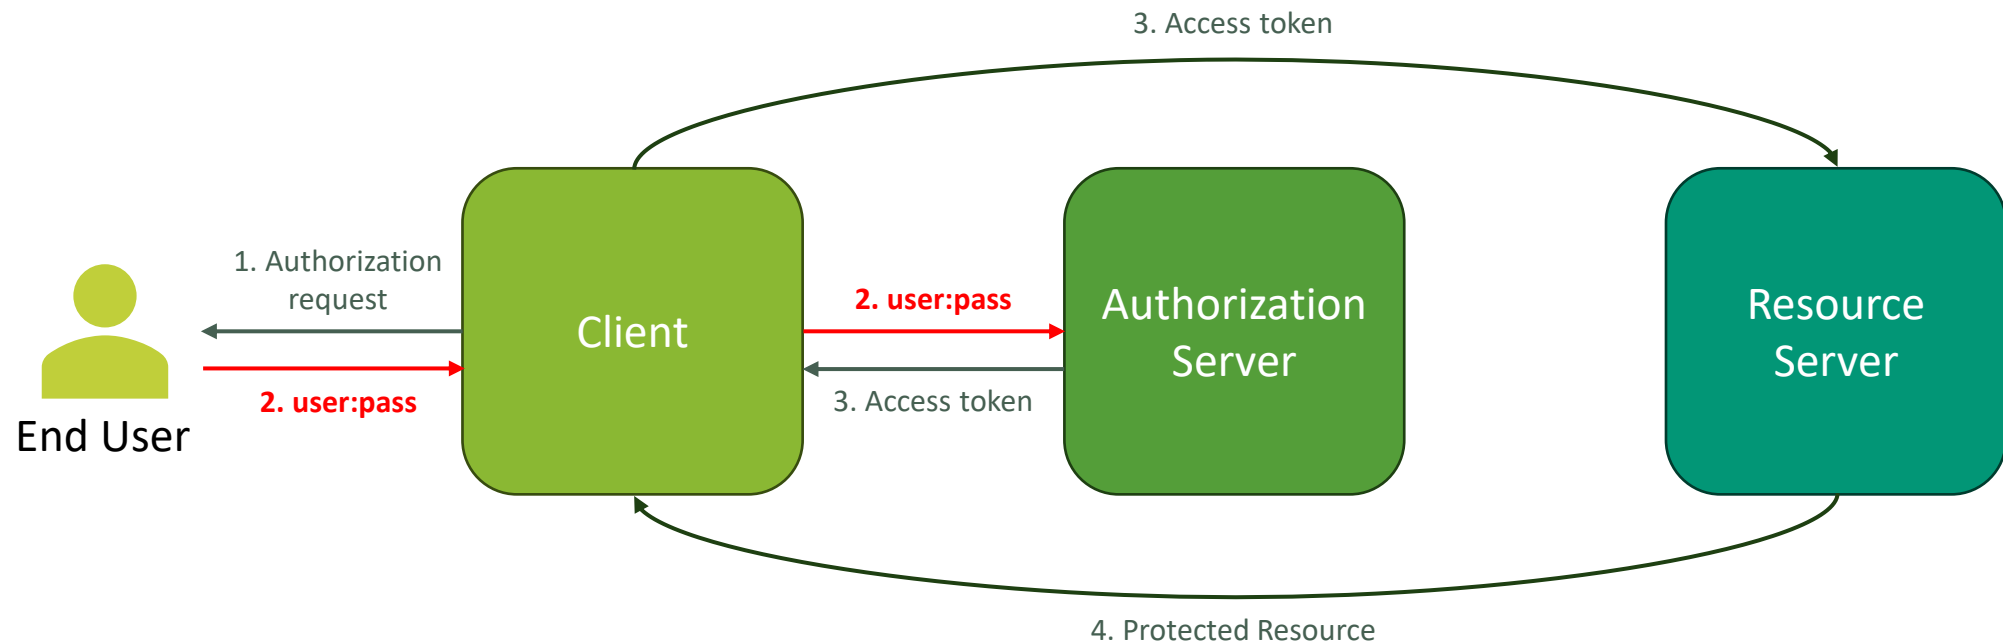 3. Access token
1. Authorization
request
2. user:pass
End User
Client
2. user:pass
3. Access token
Authorization
Server
Resource
Server
4. Protected Resource